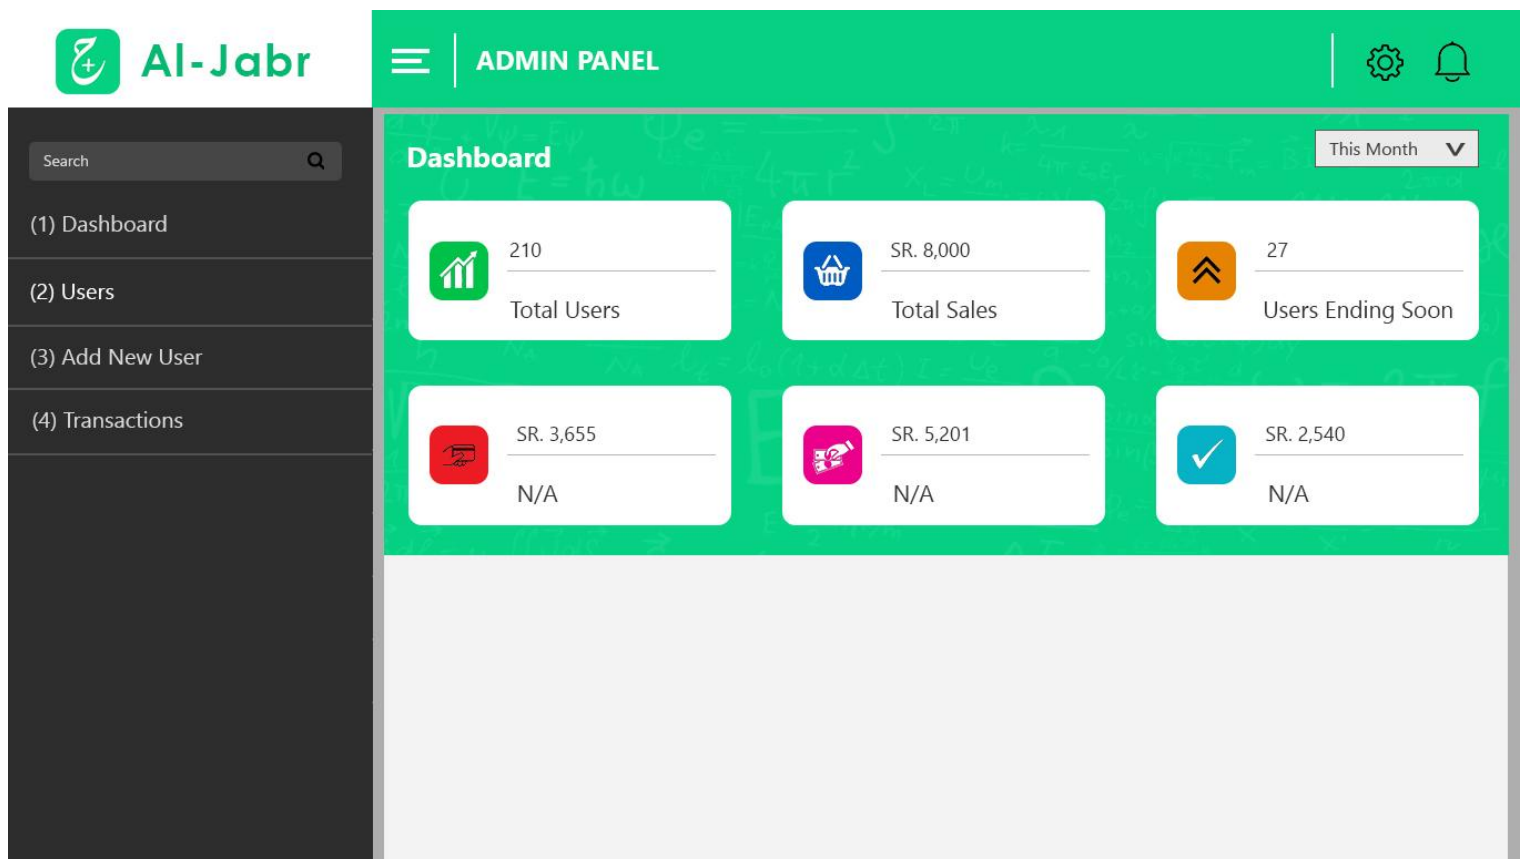 Al-Jabr
ADMIN PANEL
Search
(1) Dashboard
(2) Users
(3) Add New User
(4) Transactions
Dashboard
This Month
210
Total Users
SR. 8,000
Total Sales
27
Users Ending Soon
SR. 3,655
N/A
SR. 5,201
N/A
SR. 2,540
N/A